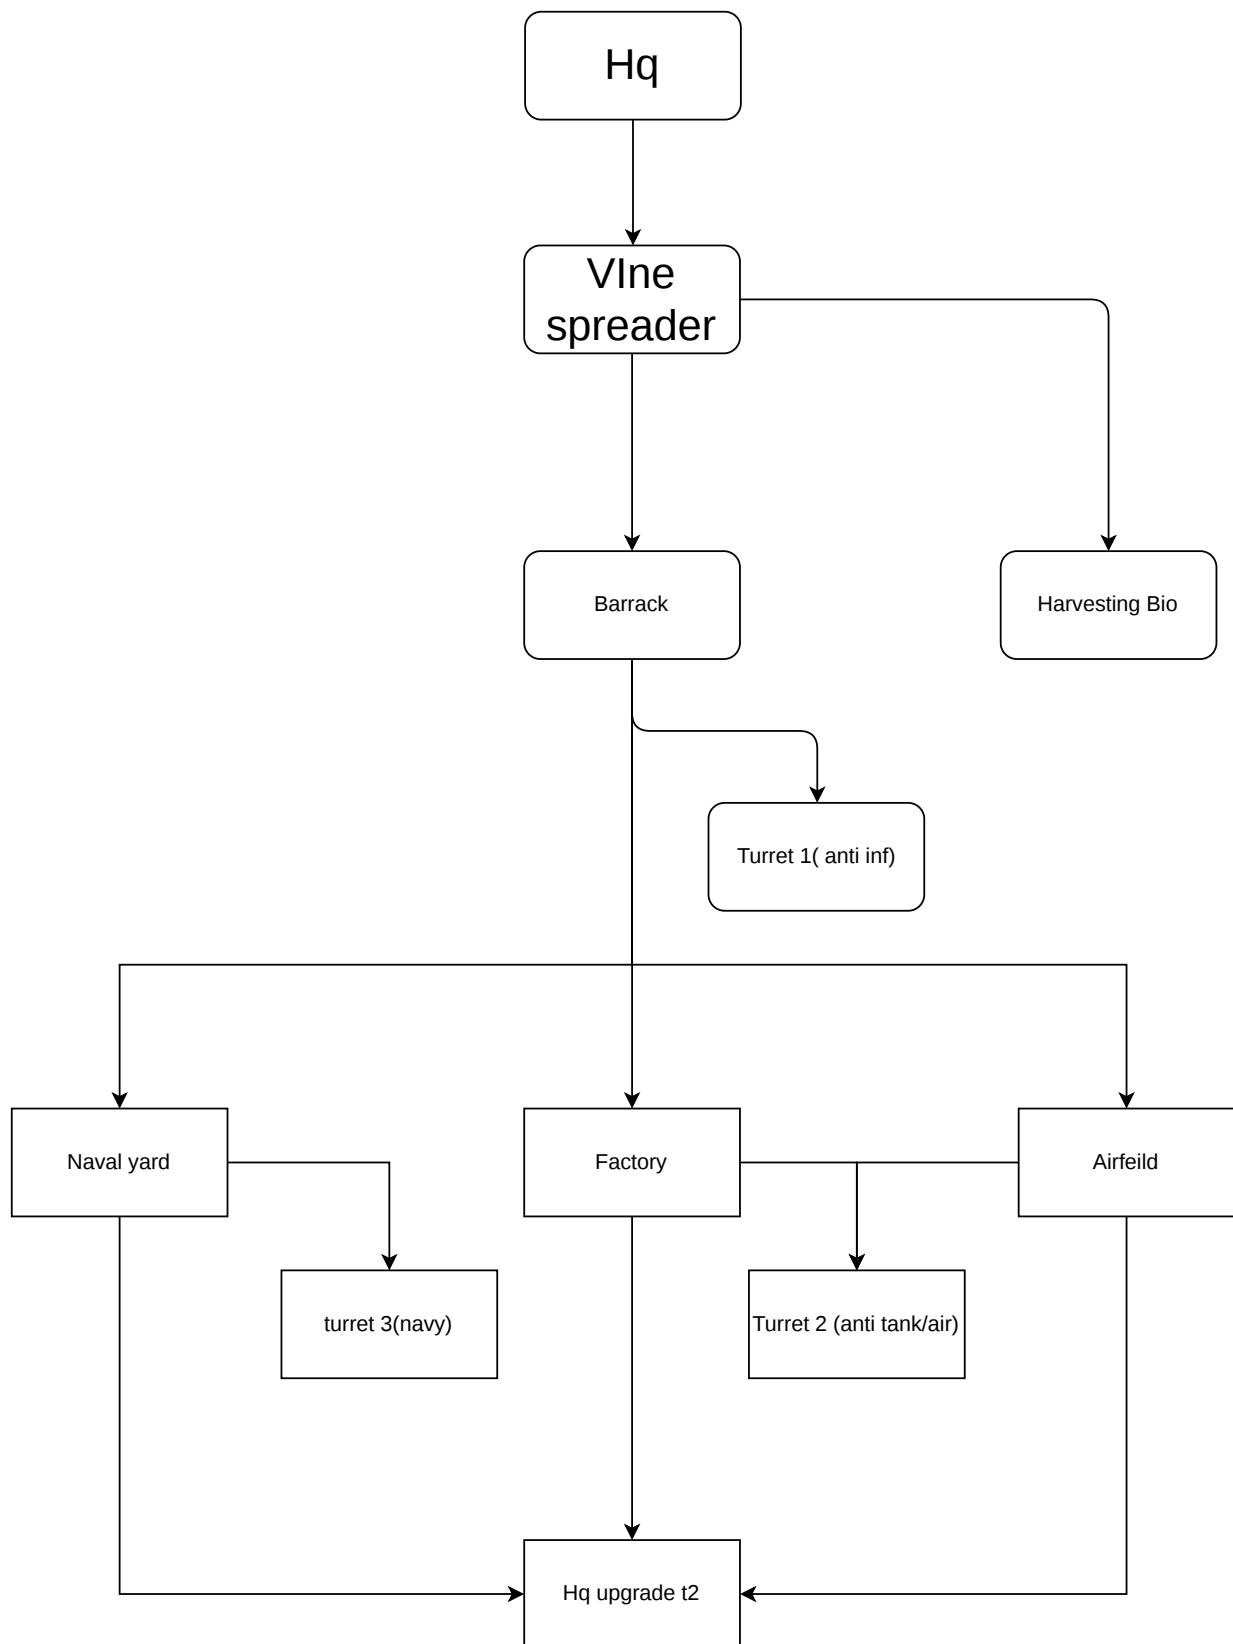 Hq
VIne
spreader
Barrack
Harvesting Bio
Turret 1( anti inf)
Naval yard
Factory
Airfeild
turret 3(navy)
Turret 2 (anti tank/air)
Hq upgrade t2